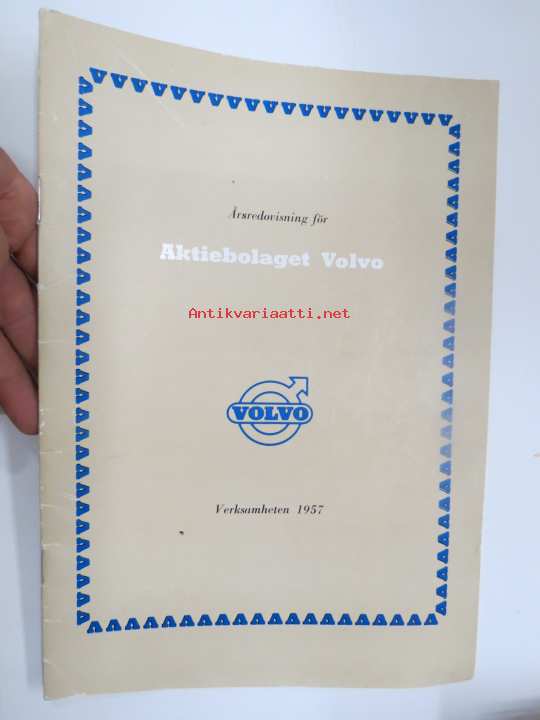 Årsredovisning för
Aktiebolaget Volvo
Antikvariaatti.net
VOLVO
Verksamheten 1957